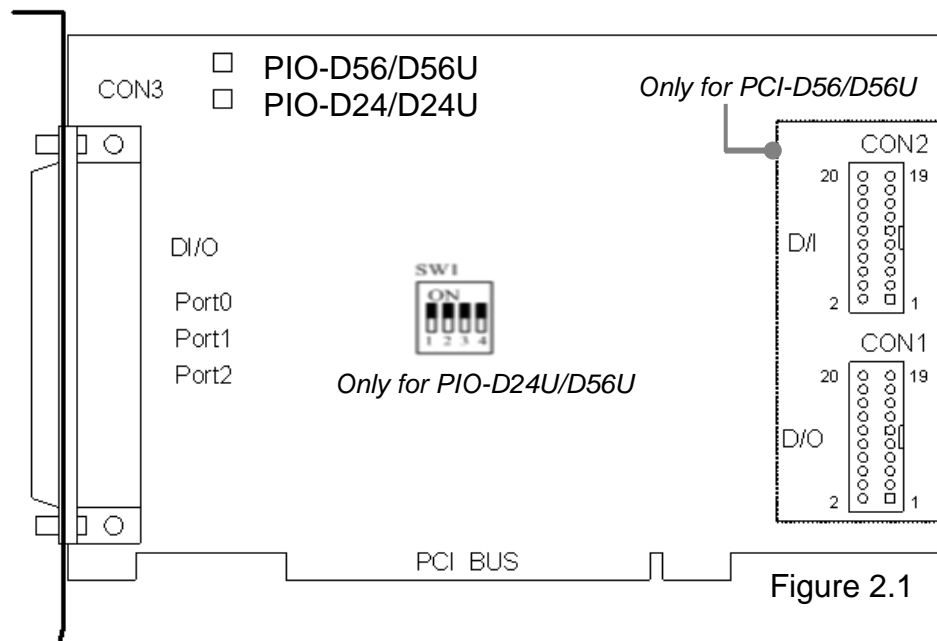 CON3
PIO-D56/D56U
PIO-D24/D24U
Only for PCI-D56/D56U
CON2
20 19
D/I
2 1
DI/O
Port0
Port1
Port2
SW1
ON
1 2 3 4
Only for PIO-D24U/D56U
CON1
20 19
D/O
2 1
PCI BUS
Figure 2.1